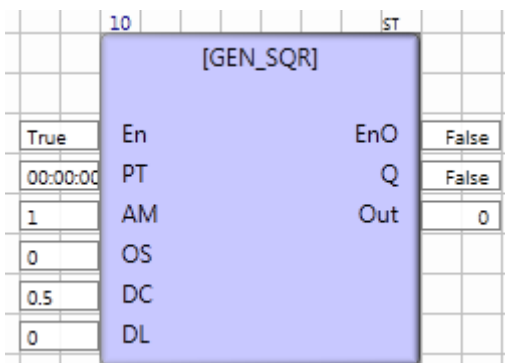 10 ST
[GEN_SQR]
True En EnO False
00:00:00 PT Q False
1 AM Out 0
0 OS
0.5 DC
0 DL